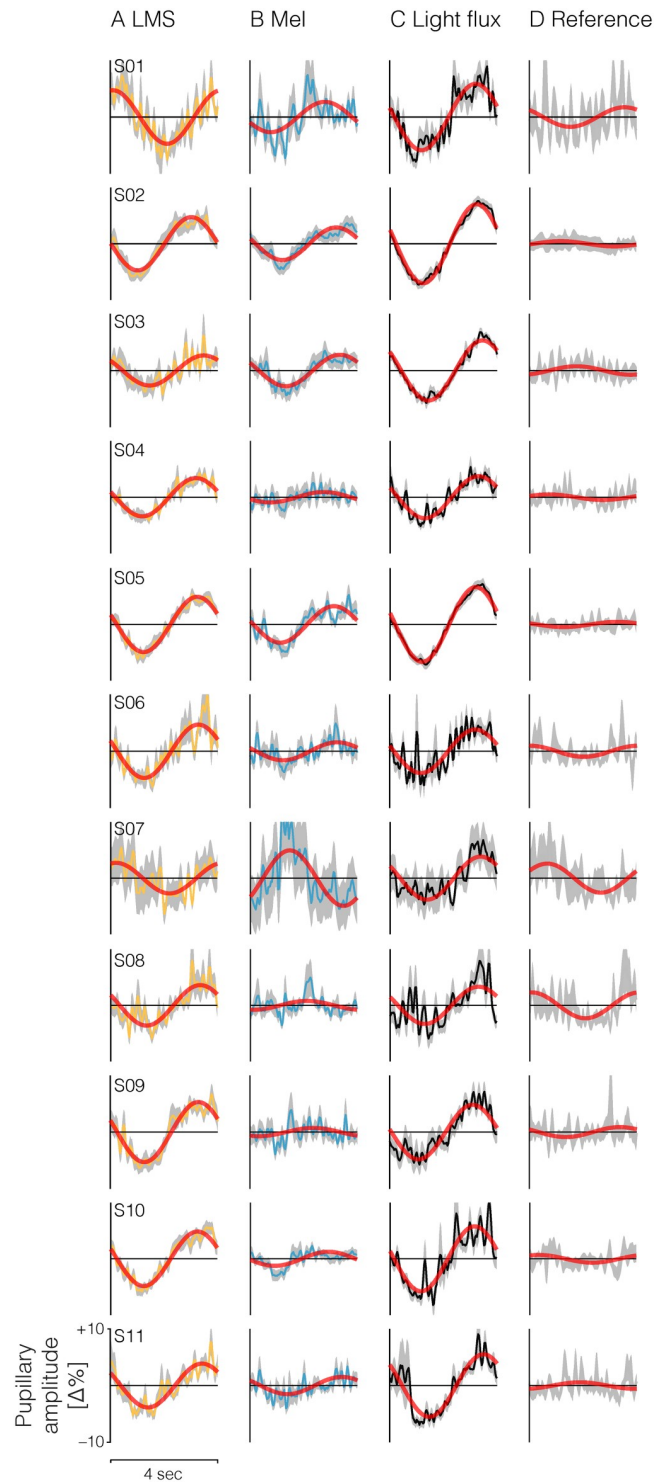 A LMS B Mel C Light flux D Reference
S01
S02
S03
S04
S05
S06
S07
S08
S09
S10
S11
+10
Pupillary
amplitude
[Δ%]
−10
4 sec